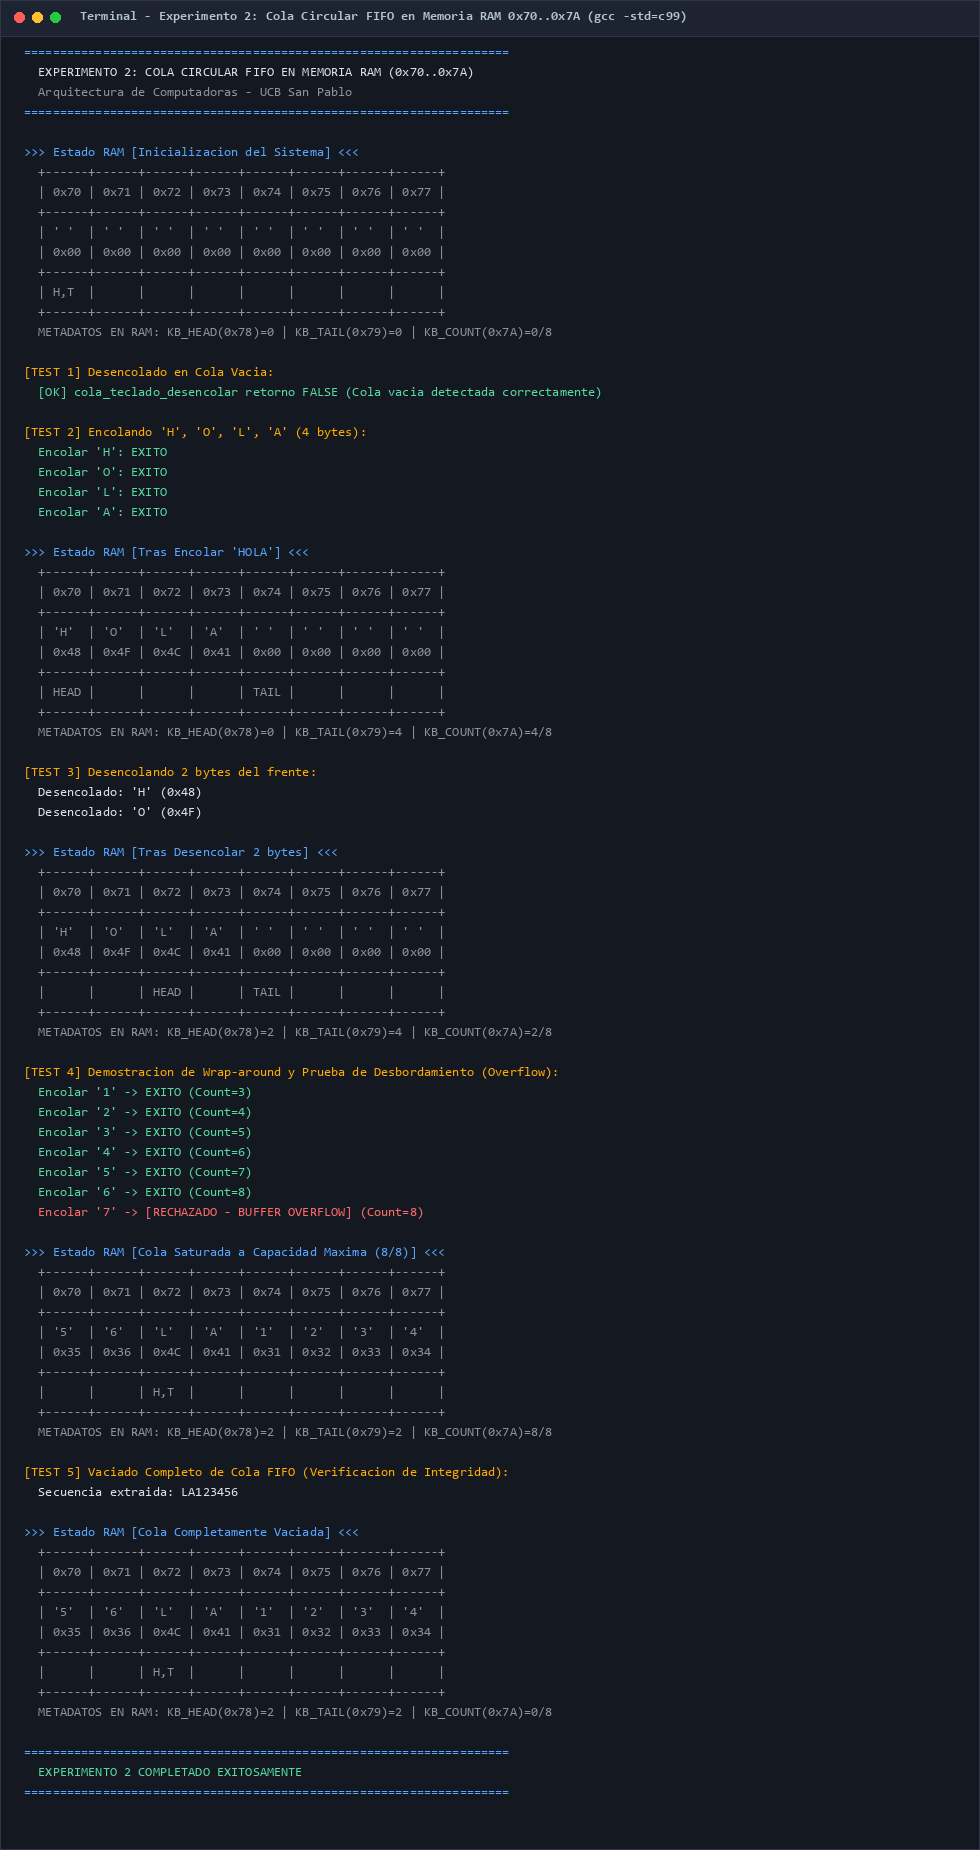 Terminal - Experimento 2: Cola Circular FIFO en Memoria RAM 0x70..0x7A (gcc -std=c99)
====================================================================
EXPERIMENTO 2: COLA CIRCULAR FIFO EN MEMORIA RAM (0x70..0x7A)
Arquitectura de Computadoras - UCB San Pablo
====================================================================
>>> Estado RAM [Inicializacion del Sistema] <<<
+------+------+------+------+------+------+------+------+
| 0x70 | 0x71 | 0x72 | 0x73 | 0x74 | 0x75 | 0x76 | 0x77 |
+------+------+------+------+------+------+------+------+
| ' '  | ' '  | ' '  | ' '  | ' '  | ' '  | ' '  | ' '  |
| 0x00 | 0x00 | 0x00 | 0x00 | 0x00 | 0x00 | 0x00 | 0x00 |
+------+------+------+------+------+------+------+------+
| H,T  |      |      |      |      |      |      |      |
+------+------+------+------+------+------+------+------+
METADATOS EN RAM: KB_HEAD(0x78)=0 | KB_TAIL(0x79)=0 | KB_COUNT(0x7A)=0/8
[TEST 1] Desencolado en Cola Vacia:
[OK] cola_teclado_desencolar retorno FALSE (Cola vacia detectada correctamente)
[TEST 2] Encolando 'H', 'O', 'L', 'A' (4 bytes):
Encolar 'H': EXITO
Encolar 'O': EXITO
Encolar 'L': EXITO
Encolar 'A': EXITO
>>> Estado RAM [Tras Encolar 'HOLA'] <<<
+------+------+------+------+------+------+------+------+
| 0x70 | 0x71 | 0x72 | 0x73 | 0x74 | 0x75 | 0x76 | 0x77 |
+------+------+------+------+------+------+------+------+
| 'H'  | 'O'  | 'L'  | 'A'  | ' '  | ' '  | ' '  | ' '  |
| 0x48 | 0x4F | 0x4C | 0x41 | 0x00 | 0x00 | 0x00 | 0x00 |
+------+------+------+------+------+------+------+------+
| HEAD |      |      |      | TAIL |      |      |      |
+------+------+------+------+------+------+------+------+
METADATOS EN RAM: KB_HEAD(0x78)=0 | KB_TAIL(0x79)=4 | KB_COUNT(0x7A)=4/8
[TEST 3] Desencolando 2 bytes del frente:
Desencolado: 'H' (0x48)
Desencolado: 'O' (0x4F)
>>> Estado RAM [Tras Desencolar 2 bytes] <<<
+------+------+------+------+------+------+------+------+
| 0x70 | 0x71 | 0x72 | 0x73 | 0x74 | 0x75 | 0x76 | 0x77 |
+------+------+------+------+------+------+------+------+
| 'H'  | 'O'  | 'L'  | 'A'  | ' '  | ' '  | ' '  | ' '  |
| 0x48 | 0x4F | 0x4C | 0x41 | 0x00 | 0x00 | 0x00 | 0x00 |
+------+------+------+------+------+------+------+------+
|      |      | HEAD |      | TAIL |      |      |      |
+------+------+------+------+------+------+------+------+
METADATOS EN RAM: KB_HEAD(0x78)=2 | KB_TAIL(0x79)=4 | KB_COUNT(0x7A)=2/8
[TEST 4] Demostracion de Wrap-around y Prueba de Desbordamiento (Overflow):
Encolar '1' -> EXITO (Count=3)
Encolar '2' -> EXITO (Count=4)
Encolar '3' -> EXITO (Count=5)
Encolar '4' -> EXITO (Count=6)
Encolar '5' -> EXITO (Count=7)
Encolar '6' -> EXITO (Count=8)
Encolar '7' -> [RECHAZADO - BUFFER OVERFLOW] (Count=8)
>>> Estado RAM [Cola Saturada a Capacidad Maxima (8/8)] <<<
+------+------+------+------+------+------+------+------+
| 0x70 | 0x71 | 0x72 | 0x73 | 0x74 | 0x75 | 0x76 | 0x77 |
+------+------+------+------+------+------+------+------+
| '5'  | '6'  | 'L'  | 'A'  | '1'  | '2'  | '3'  | '4'  |
| 0x35 | 0x36 | 0x4C | 0x41 | 0x31 | 0x32 | 0x33 | 0x34 |
+------+------+------+------+------+------+------+------+
|      |      | H,T  |      |      |      |      |      |
+------+------+------+------+------+------+------+------+
METADATOS EN RAM: KB_HEAD(0x78)=2 | KB_TAIL(0x79)=2 | KB_COUNT(0x7A)=8/8
[TEST 5] Vaciado Completo de Cola FIFO (Verificacion de Integridad):
Secuencia extraida: LA123456
>>> Estado RAM [Cola Completamente Vaciada] <<<
+------+------+------+------+------+------+------+------+
| 0x70 | 0x71 | 0x72 | 0x73 | 0x74 | 0x75 | 0x76 | 0x77 |
+------+------+------+------+------+------+------+------+
| '5'  | '6'  | 'L'  | 'A'  | '1'  | '2'  | '3'  | '4'  |
| 0x35 | 0x36 | 0x4C | 0x41 | 0x31 | 0x32 | 0x33 | 0x34 |
+------+------+------+------+------+------+------+------+
|      |      | H,T  |      |      |      |      |      |
+------+------+------+------+------+------+------+------+
METADATOS EN RAM: KB_HEAD(0x78)=2 | KB_TAIL(0x79)=2 | KB_COUNT(0x7A)=0/8
====================================================================
EXPERIMENTO 2 COMPLETADO EXITOSAMENTE
====================================================================